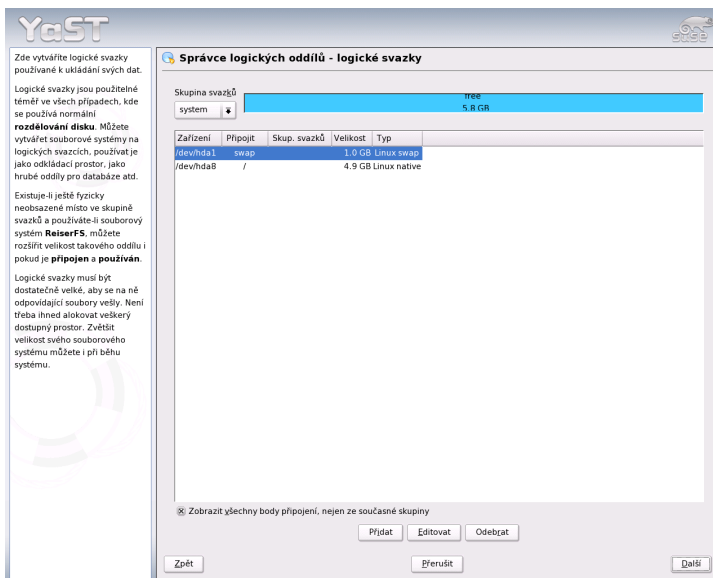 YaST
SUSE
Zde vytváříte logické svazky
používané k ukládání svých dat.
Logické svazky jsou použitelné
téměř ve všech případech, kde
se používá normální
rozdělování disku. Můžete
vytvářet souborové systémy na
logických svazcích, používat je
jako odkládací prostor, jako
hrubé oddíly pro databáze atd.
Existuje-li ještě fyzicky
neobsazené místo ve skupině
svazků a používáte-li souborový
systém ReiserFS, můžete
rozšířit velikost takového oddílu i
pokud je připojen a používán.
Logické svazky musí být
dostatečně velké, aby se na ně
odpovídající soubory vešly. Není
třeba ihned alokovat veškerý
dostupný prostor. Zvětšit
velikost svého souborového
systému můžete i při běhu
systému.
Správce logických oddílů - logické svazky
Skupina svazků
system
free
5.8 GB
Zařízení Připojit Skup. svazků Velikost Typ
/dev/hda1 swap 1.0 GB Linux swap
/dev/hda8 / 4.9 GB Linux native
Zobrazit všechny body připojení, nejen ze současné skupiny
Přidat Editovat Odebrat
Zpět Přerušit Další